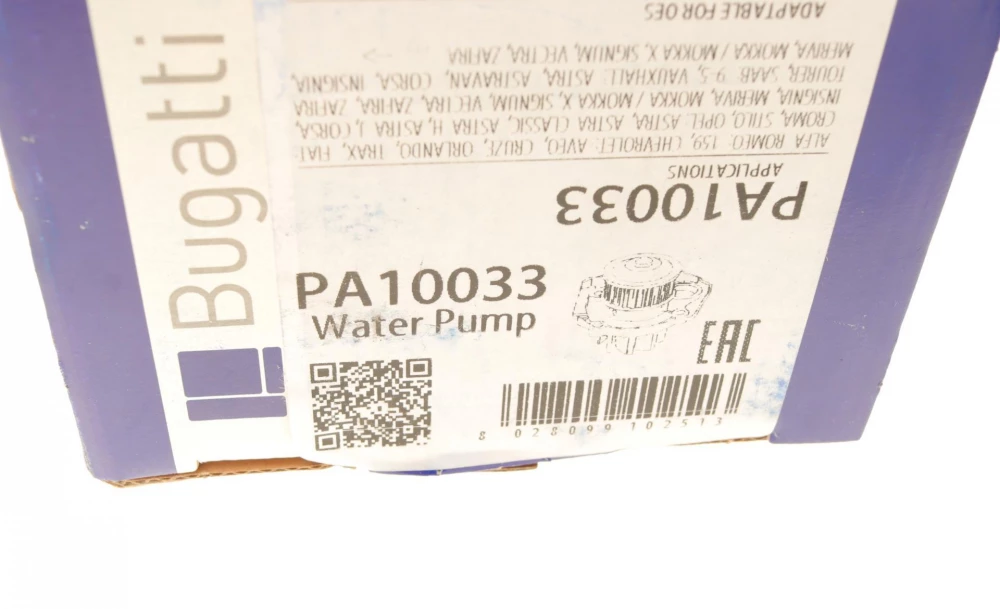 Bugatti
PA10033
Water Pump
EAC
8 028099 102513
PA10033
APPLICATIONS
ALFA ROMEO: 159, CHEVROLET: AVEO, CRUZE, ORLANDO, TRAX, FIAT:
CROMA, STILO, OPEL: ASTRA, ASTRA CLASSIC, ASTRA H, ASTRA J, CORSA,
INSIGNIA, MERIVA, MOKKA / MOKKA X, SIGNUM, VECTRA, ZAFIRA, ZAFIRA
TOURER, SAAB: 9-5, VAUXHALL: ASTRA, ASTRAVAN, CORSA, INSIGNIA,
MERIVA, MOKKA / MOKKA X, SIGNUM, VECTRA, ZAFIRA
ADAPTABLE FOR OES